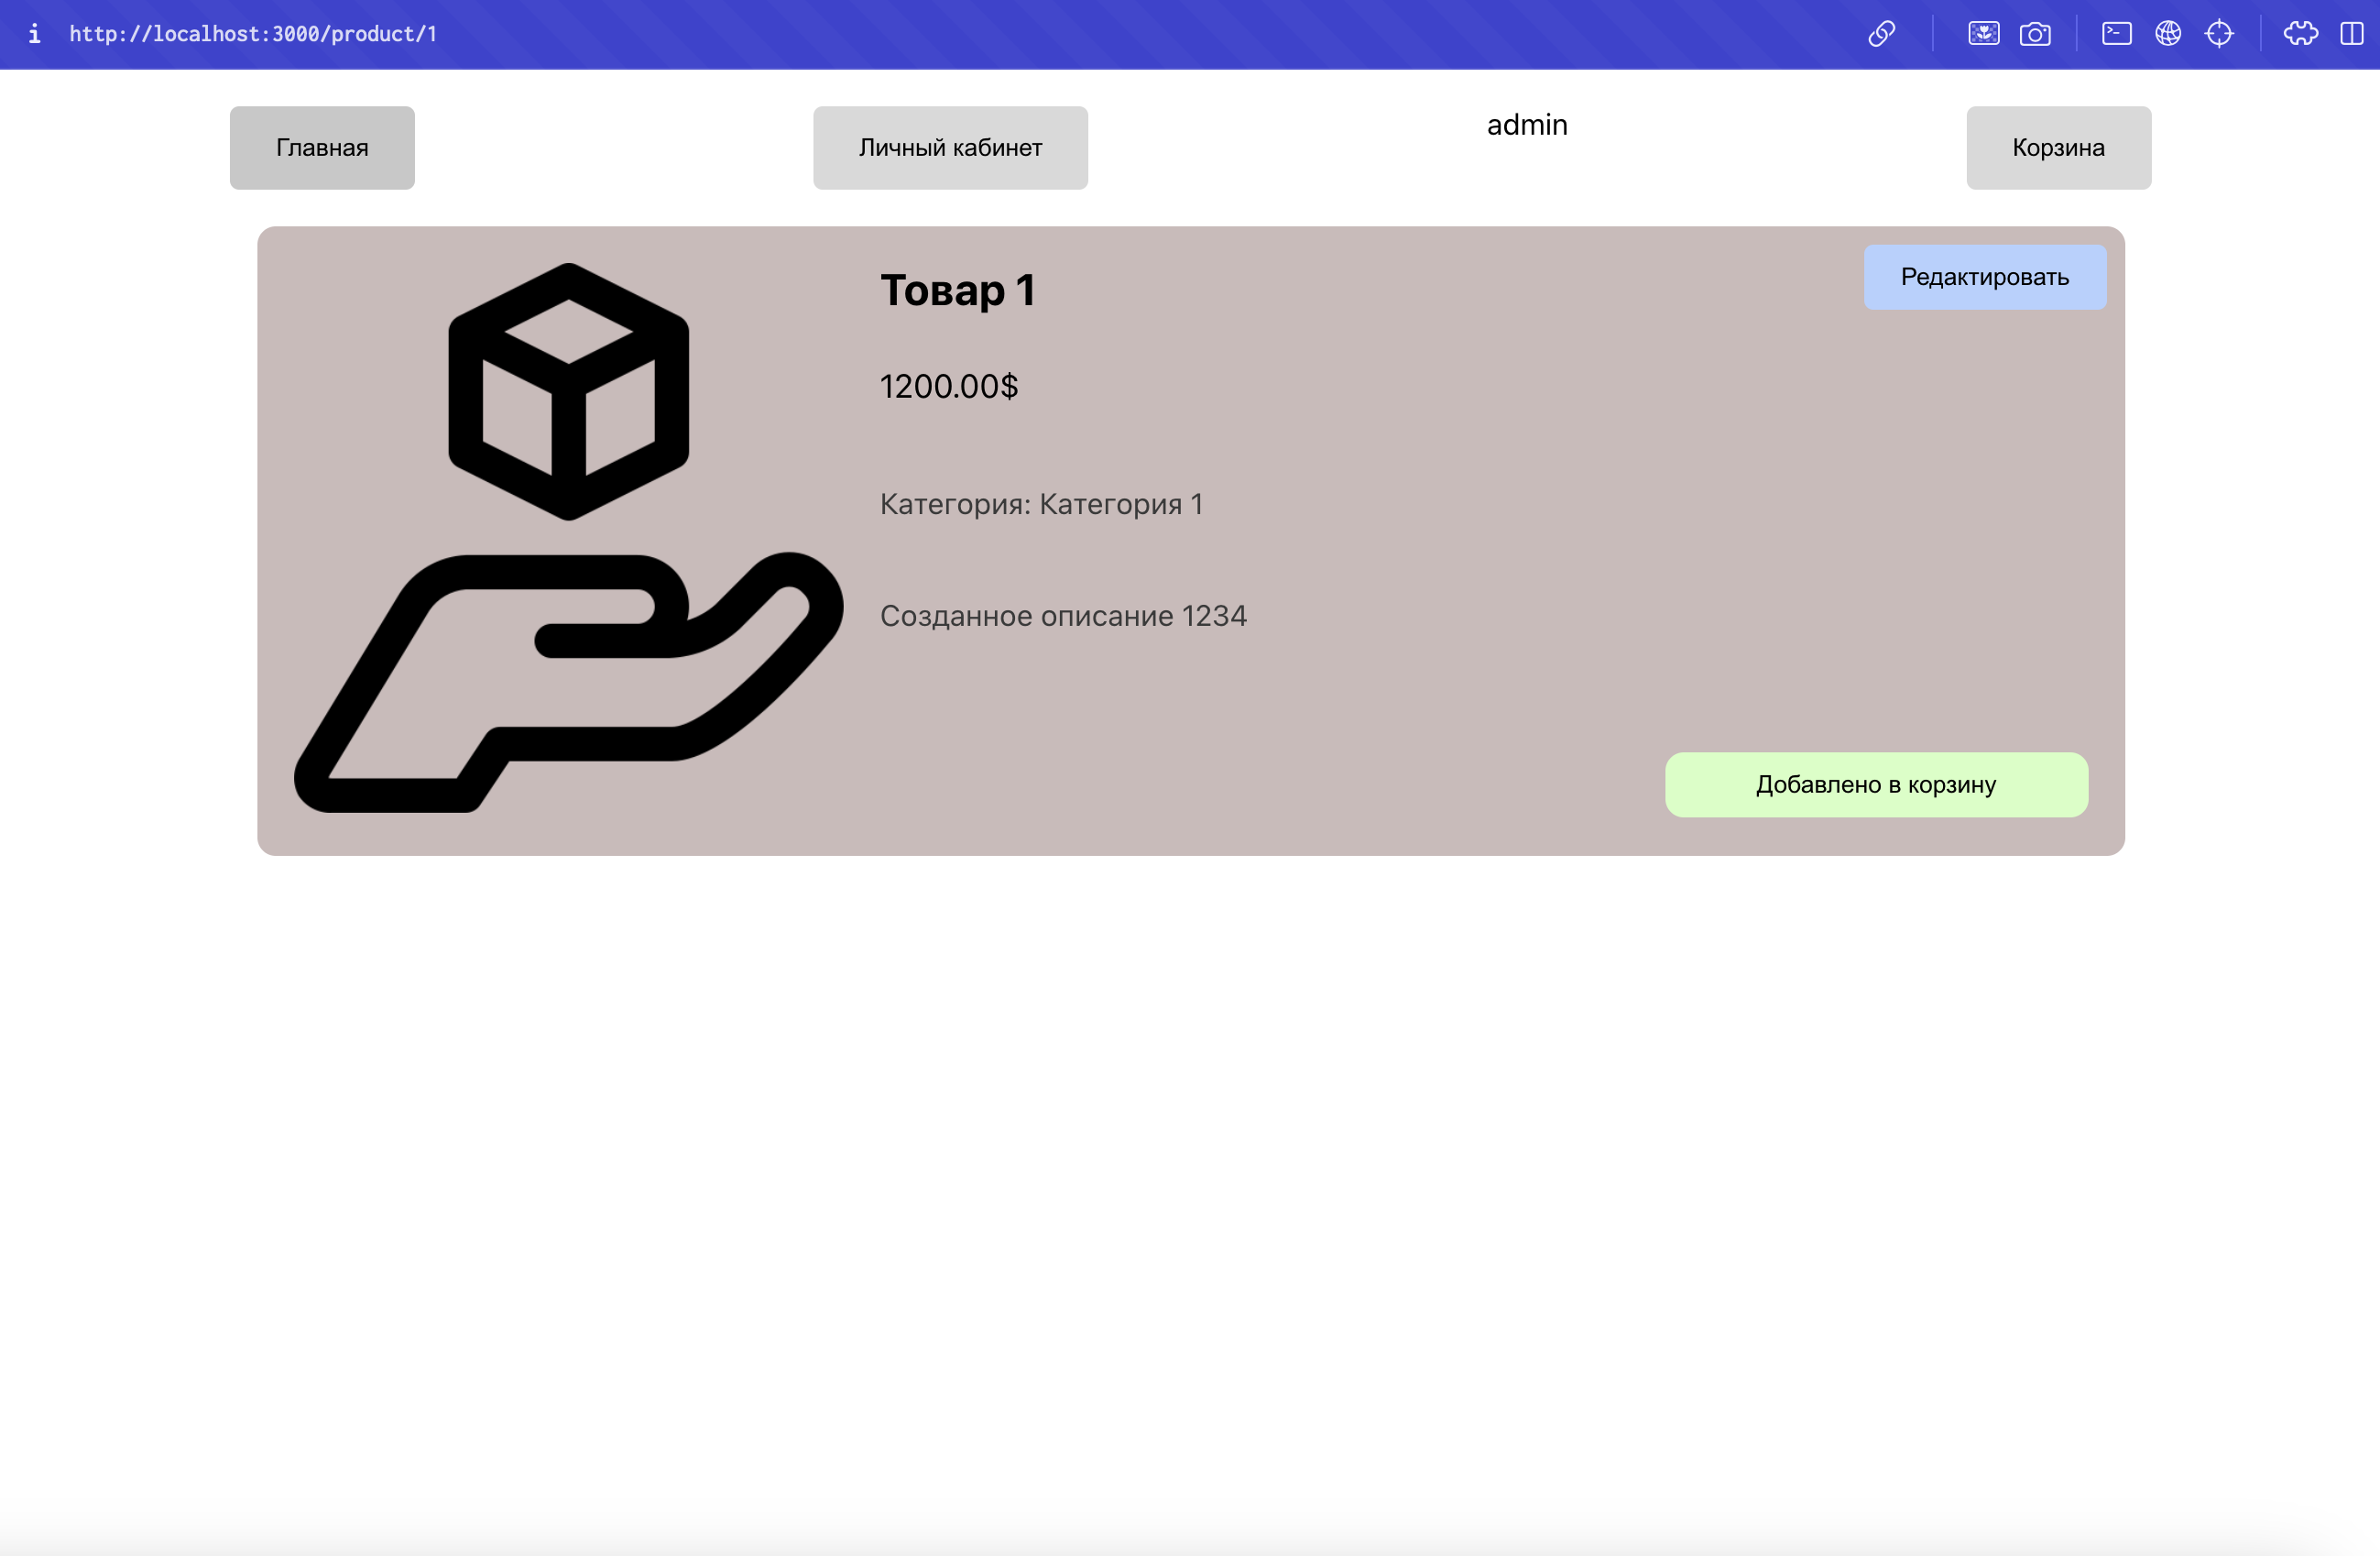 http://localhost:3000/product/1
Главная
Личный кабинет
admin
Корзина
Товар 1
Редактировать
1200.00$
Категория: Категория 1
Созданное описание 1234
Добавлено в корзину